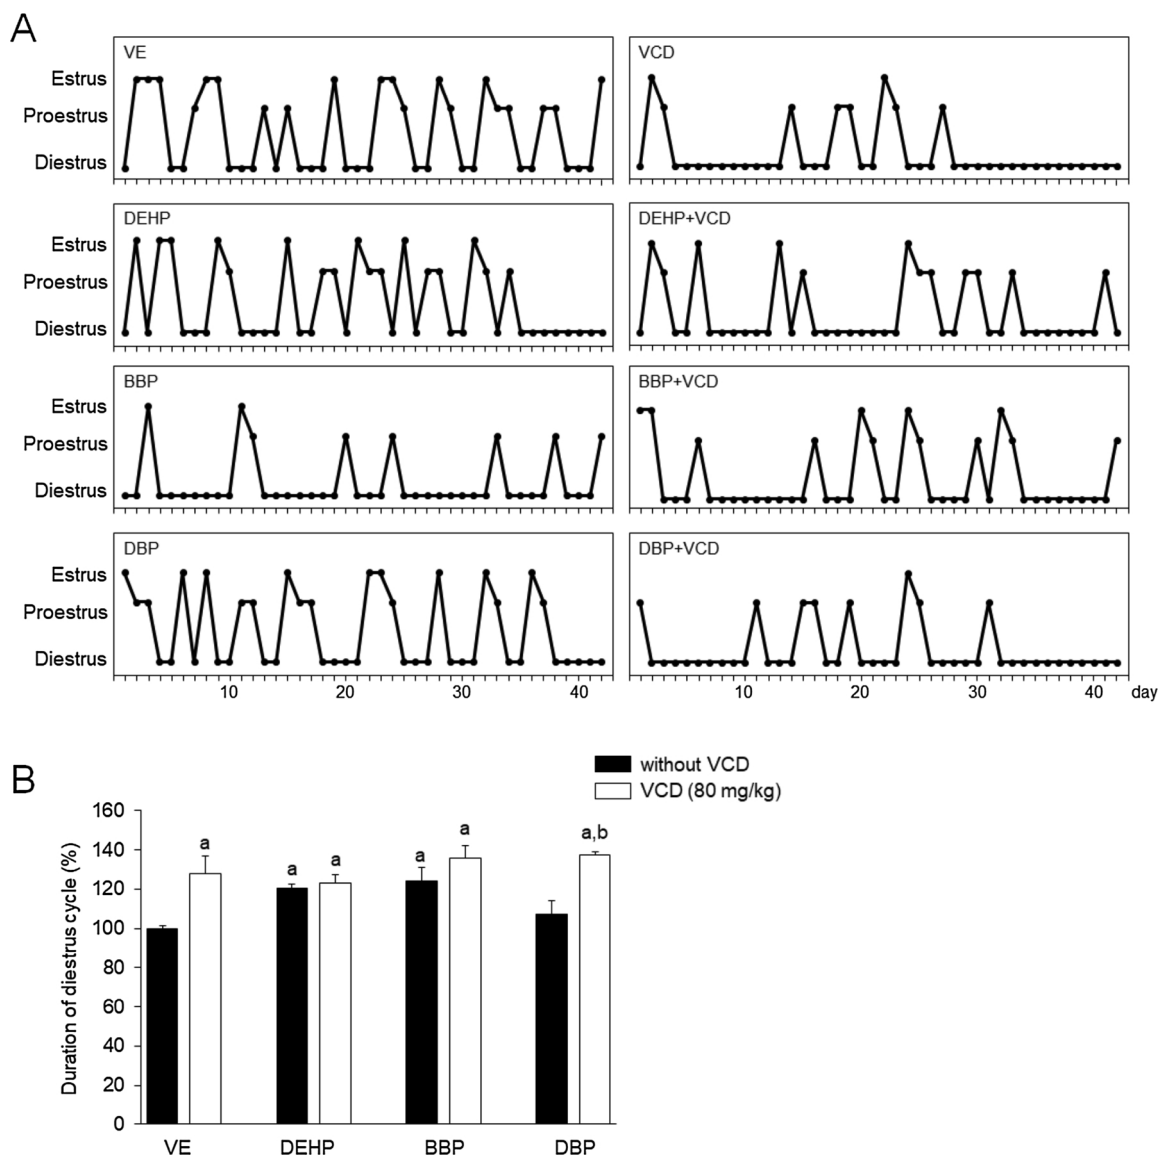 A
VE
VCD
Estrus
Proestrus
Diestrus
DEHP
DEHP+VCD
Estrus
Proestrus
Diestrus
BBP
BBP+VCD
Estrus
Proestrus
Diestrus
DBP
DBP+VCD
Estrus
Proestrus
Diestrus
10 20 30 40 10 20 30 40 day
B
without VCD
VCD (80 mg/kg)
Duration of diestrus cycle (%)
160
140
120
100
80
60
40
20
0
a
a
a
a
a
a,b
VE DEHP BBP DBP